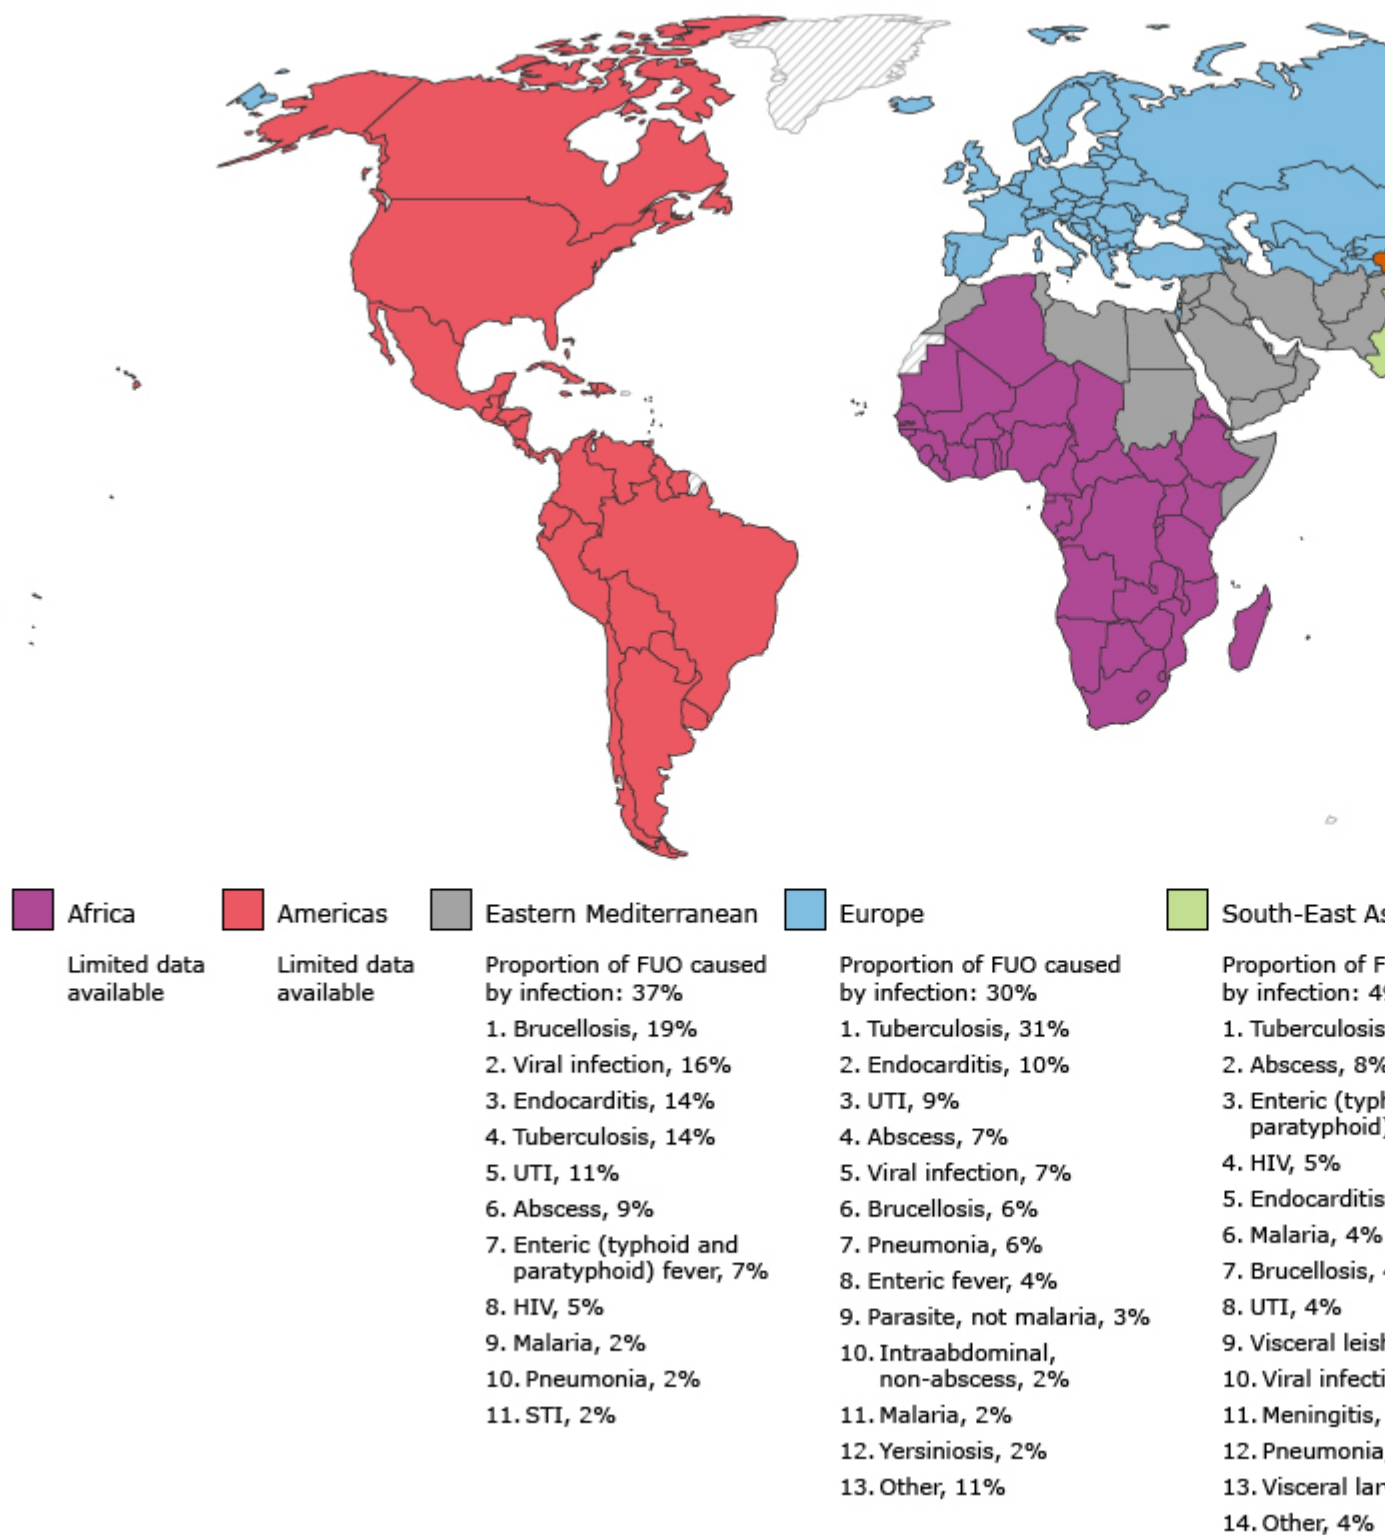 Africa
Limited data
available
Americas
Limited data
available
Eastern Mediterranean
Proportion of FUO caused
by infection: 37%
1. Brucellosis, 19%
2. Viral infection, 16%
3. Endocarditis, 14%
4. Tuberculosis, 14%
5. UTI, 11%
6. Abscess, 9%
7. Enteric (typhoid and
paratyphoid) fever, 7%
8. HIV, 5%
9. Malaria, 2%
10. Pneumonia, 2%
11. STI, 2%
Europe
Proportion of FUO caused
by infection: 30%
1. Tuberculosis, 31%
2. Endocarditis, 10%
3. UTI, 9%
4. Abscess, 7%
5. Viral infection, 7%
6. Brucellosis, 6%
7. Pneumonia, 6%
8. Enteric fever, 4%
9. Parasite, not malaria, 3%
10. Intraabdominal,
non-abscess, 2%
11. Malaria, 2%
12. Yersiniosis, 2%
13. Other, 11%
South-East
Proportion of
by infection:
1. Tuberculosis
2. Abscess, 8%
3. Enteric
4. HIV, 5%
5. Endocarditis
6. Malaria, 4%
7. Brucellosis,
8. UTI, 4%
9. Visceral
10. Viral
11. Meningitis,
12. Pneumonia,
13. Visceral
14. Other, 4%